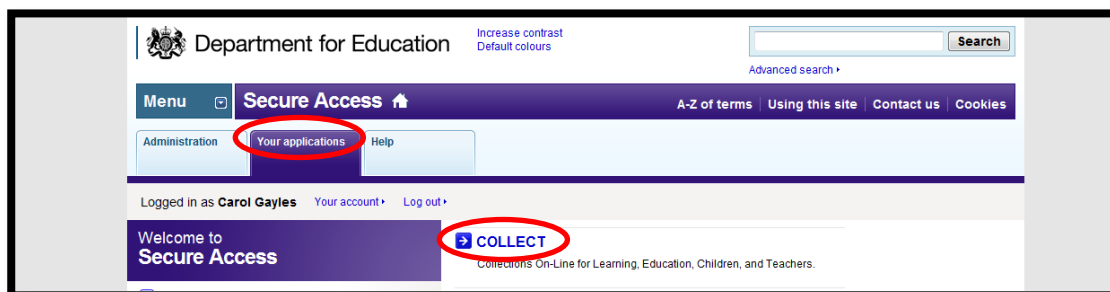 Department for Education
Increase contrast
Default colours
Search
Advanced search
Menu
Secure Access
A-Z of terms
Using this site
Contact us
Cookies
Administration
Your applications
Help
Logged in as Carol Gayles
Your account
Log out
Welcome to
Secure Access
COLLECT
Collections On-Line for Learning, Education, Children, and Teachers.